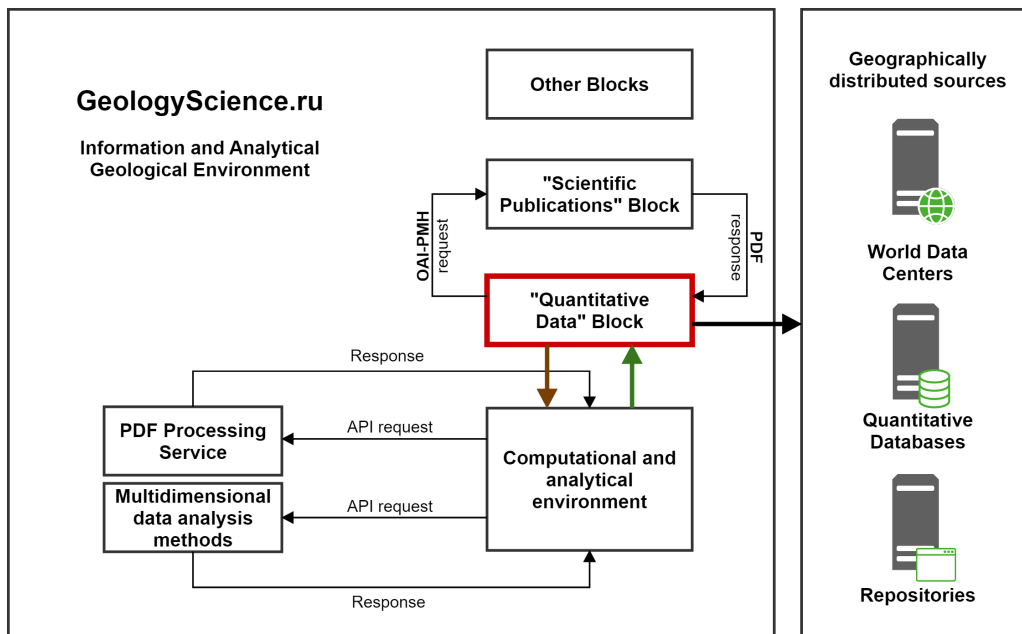 GeologyScience.ru
Information and Analytical
Geological Environment
Other Blocks
"Scientific
Publications" Block
OAI-PMH
request
PDF
response
"Quantitative
Data" Block
Response
PDF Processing
Service
API request
Computational and
analytical
environment
Multidimensional
data analysis
methods
API request
Response
Geographically
distributed sources
World Data
Centers
Quantitative
Databases
Repositories